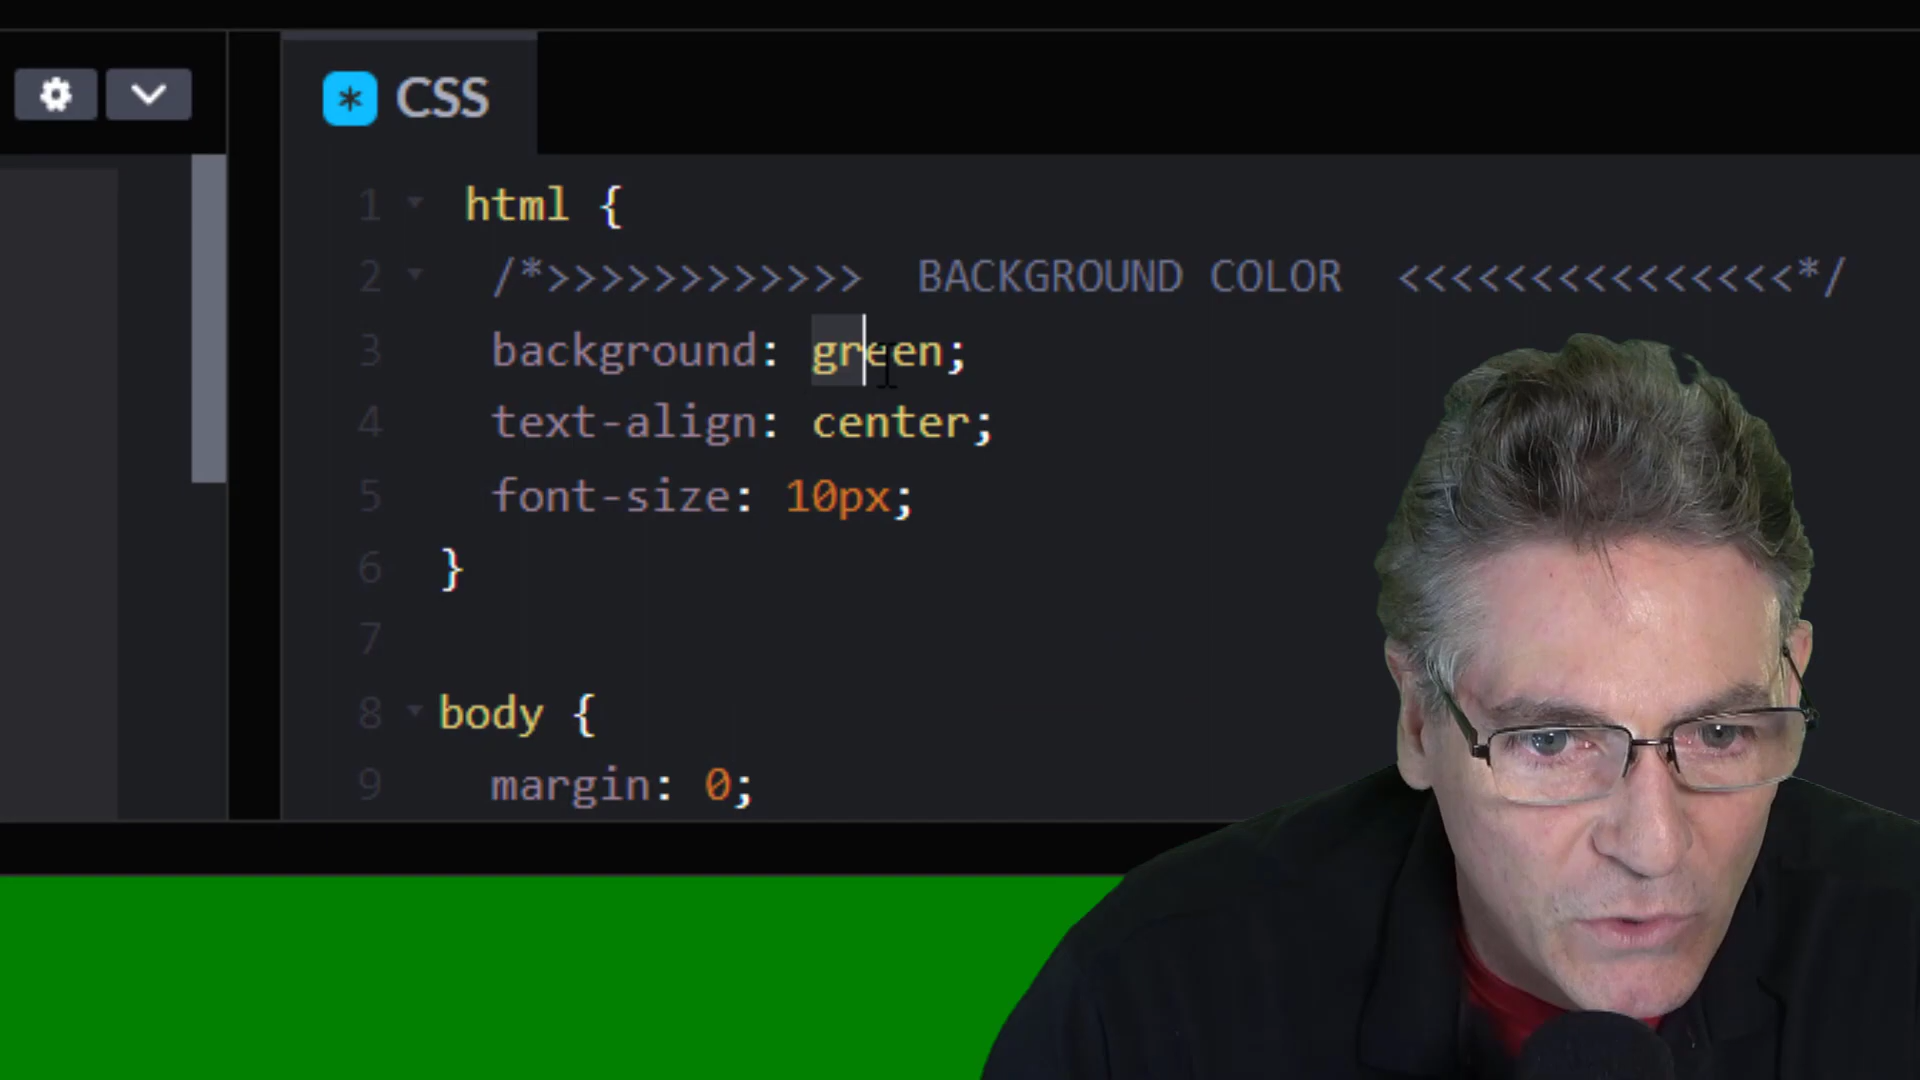 * CSS
1 html {
2 /*>>>>>>>>>>>> BACKGROUND COLOR <<<<<<<<<<<<<<<*/
3 background: green;
4 text-align: center;
5 font-size: 10px;
6 }
7
8 body {
9 margin: 0;